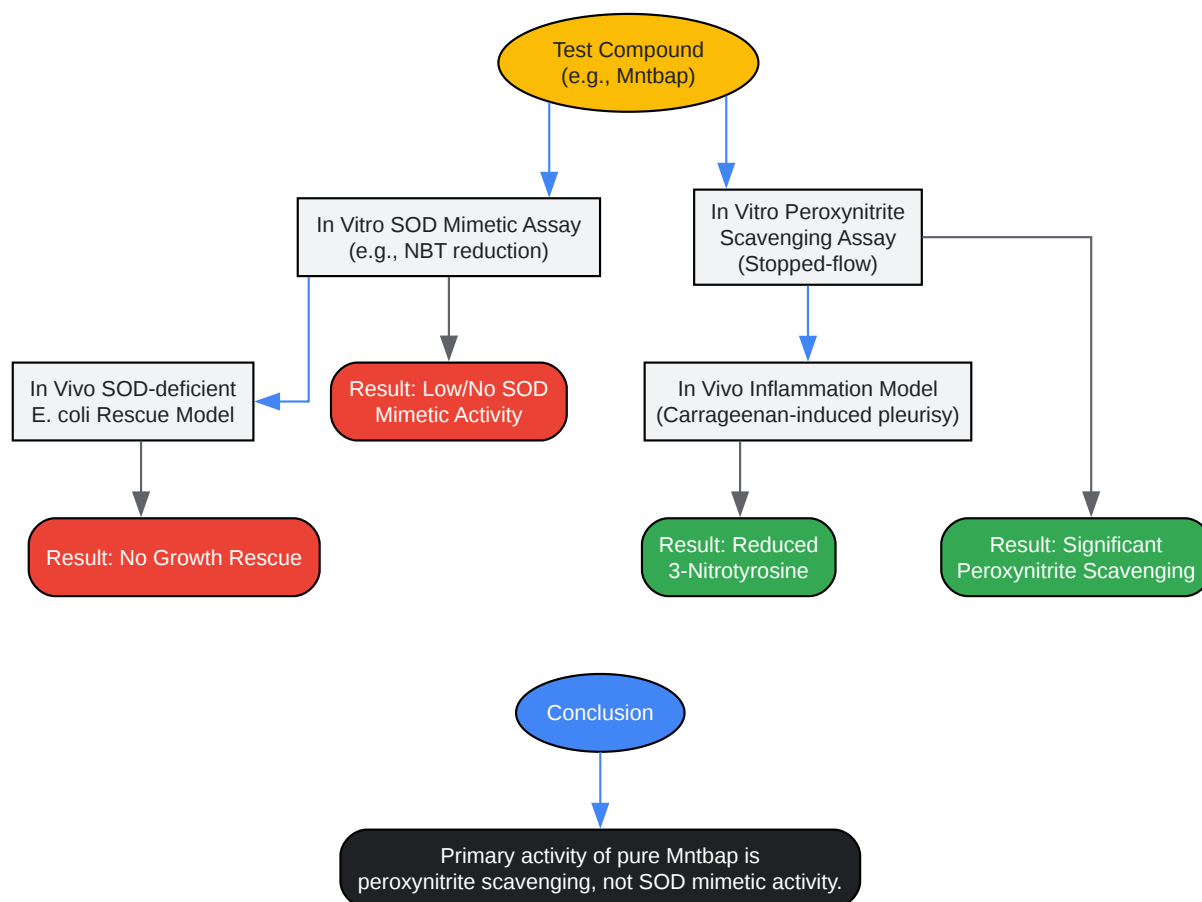 Test Compound
(e.g., Mntbap)
In Vitro SOD Mimetic Assay
(e.g., NBT reduction)
In Vitro Peroxynitrite
Scavenging Assay
(Stopped-flow)
In Vivo SOD-deficient
E. coli Rescue Model
Result: Low/No SOD
Mimetic Activity
In Vivo Inflammation Model
(Carrageenan-induced pleurisy)
Result: No Growth Rescue
Result: Reduced
3-Nitrotyrosine
Result: Significant
Peroxynitrite Scavenging
Conclusion
Primary activity of pure Mntbap is
peroxynitrite scavenging, not SOD mimetic activity.